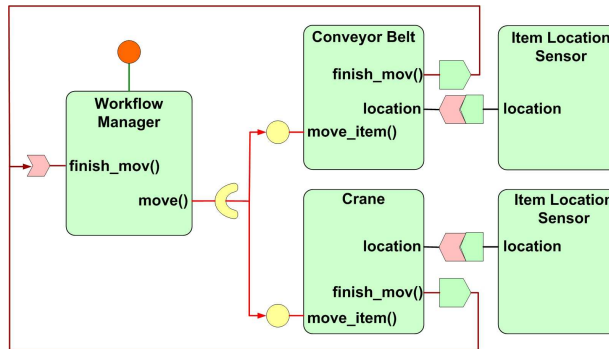 Workflow
Manager
finish_mov()
move()
Conveyor Belt
finish_mov()
location
move_item()
Item Location
Sensor
location
Crane
location
finish_mov()
move_item()
Item Location
Sensor
location